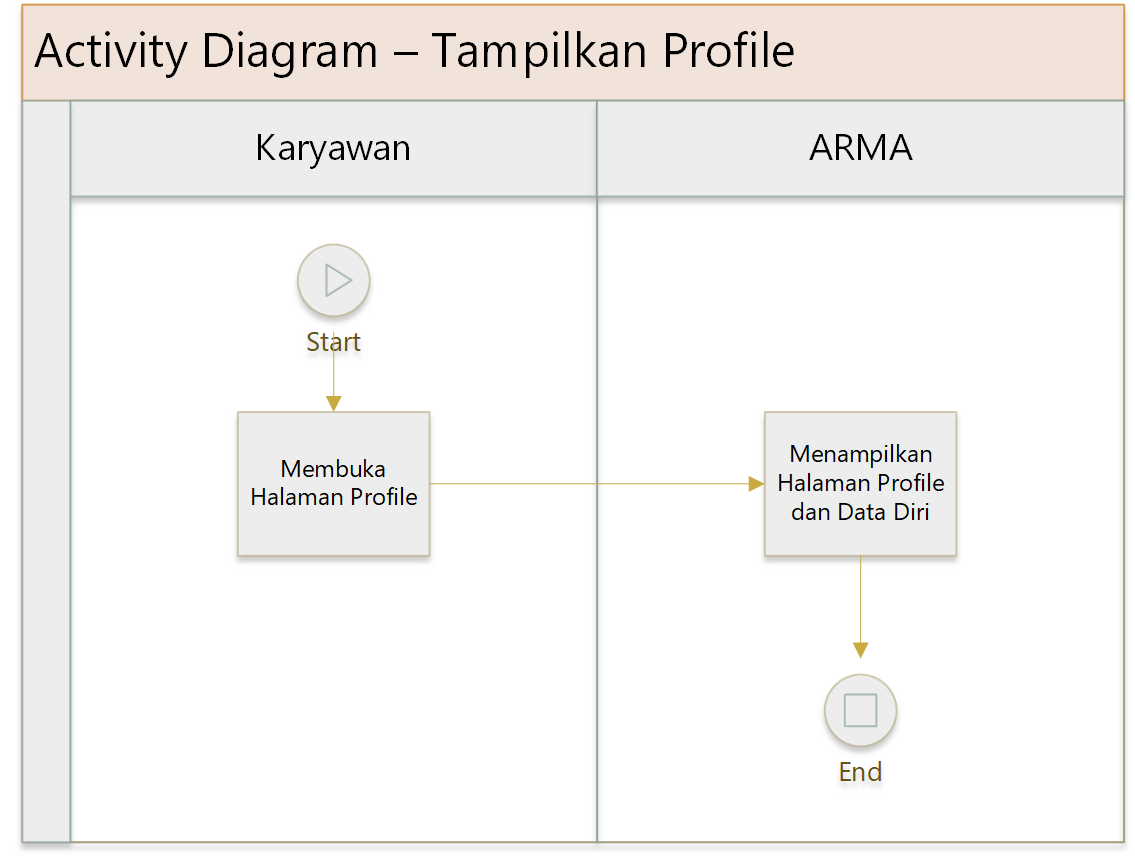 Activity Diagram – Tampilkan Profile
Karyawan
ARMA
Start
Membuka
Halaman Profile
Menampilkan
Halaman Profile
dan Data Diri
End